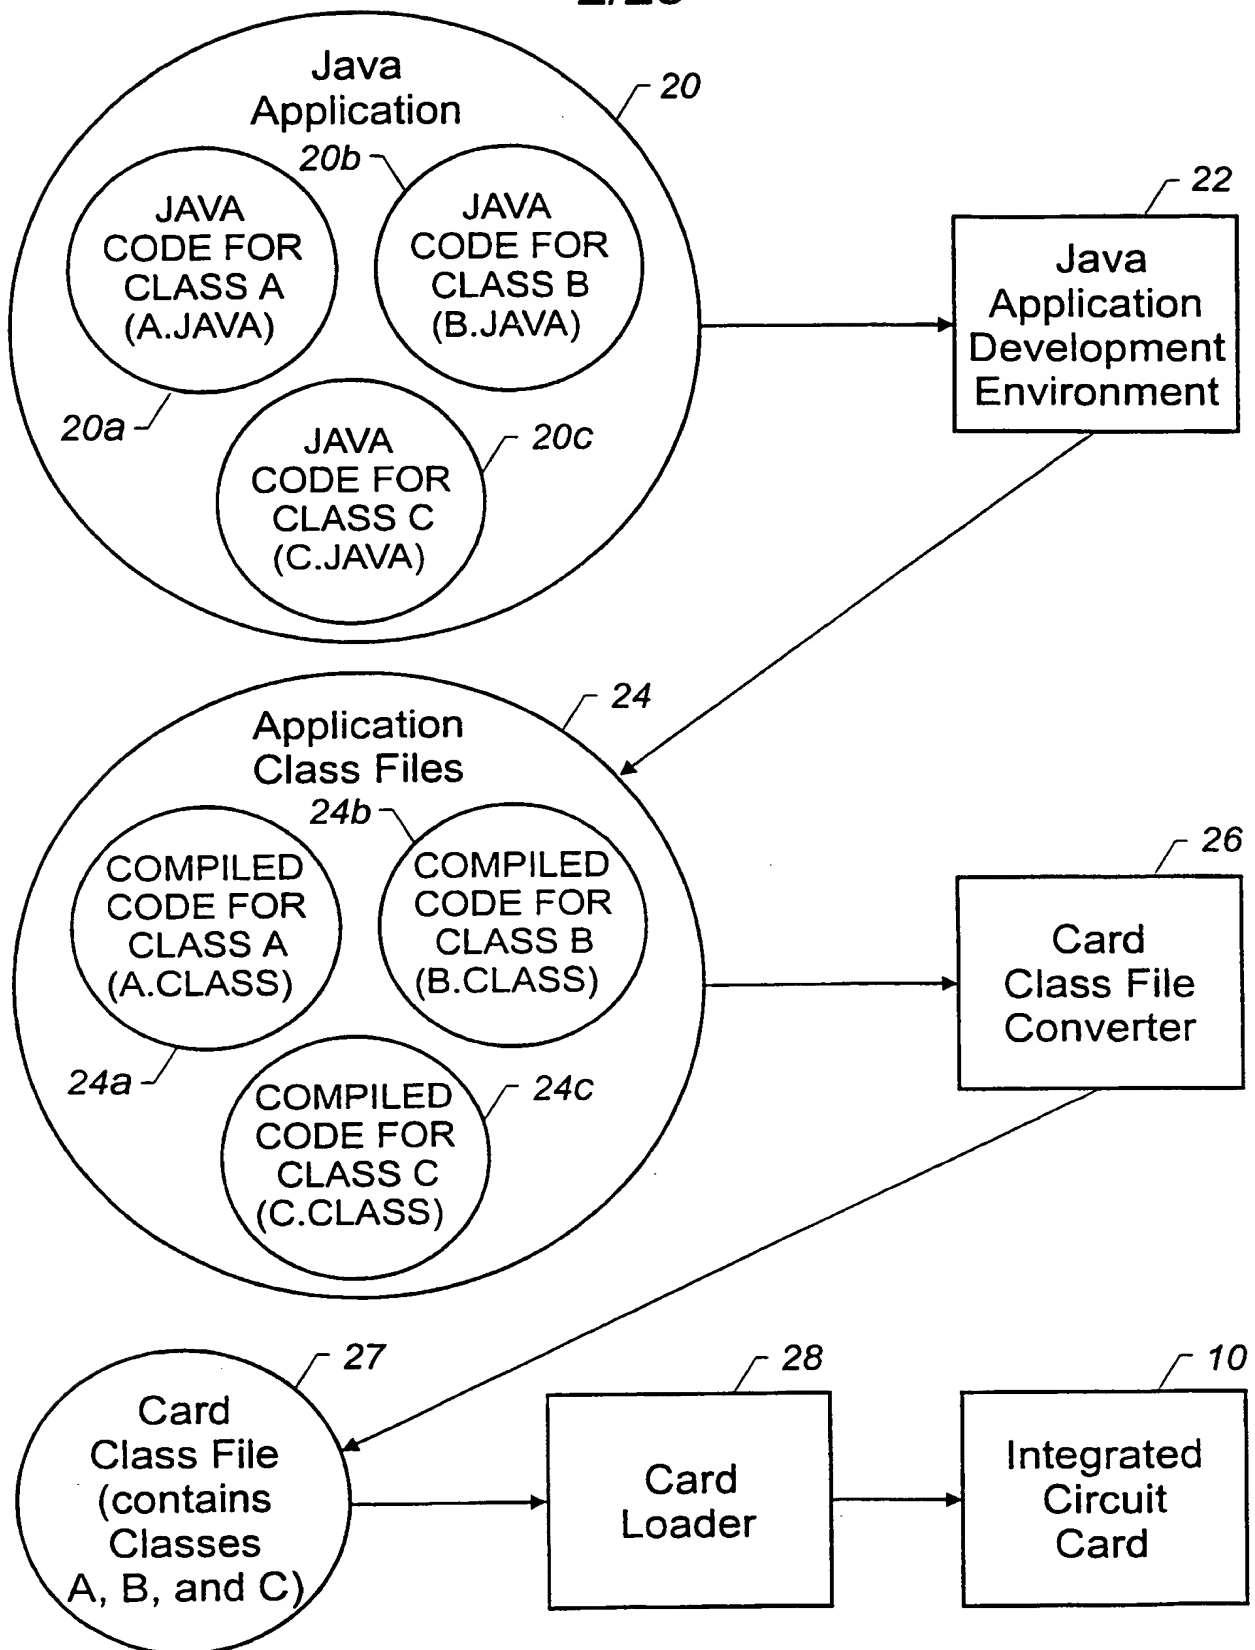 Java
Application
20
20b
JAVA
CODE FOR
CLASS A
(A.JAVA)
JAVA
CODE FOR
CLASS B
(B.JAVA)
20a
JAVA
CODE FOR
CLASS C
(C.JAVA)
20c
22
Java
Application
Development
Environment
Application
Class Files
24
24b
COMPILED
CODE FOR
CLASS A
(A.CLASS)
COMPILED
CODE FOR
CLASS B
(B.CLASS)
24a
COMPILED
CODE FOR
CLASS C
(C.CLASS)
24c
26
Card
Class File
Converter
27
Card
Class File
(contains
Classes
A, B, and C)
28
Card
Loader
10
Integrated
Circuit
Card